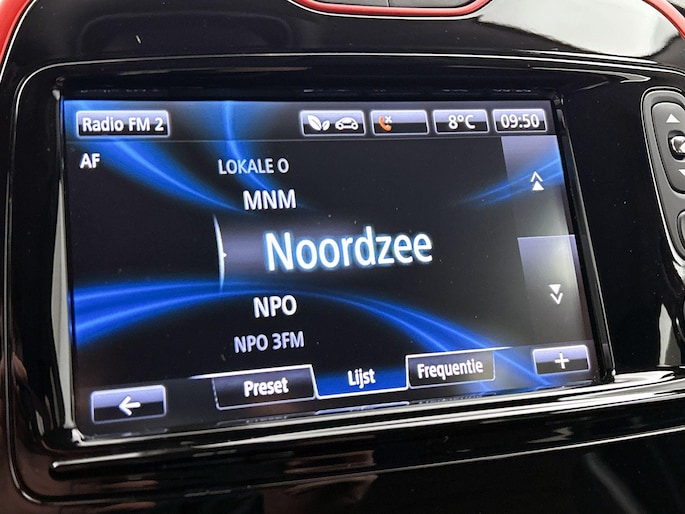 Radio FM 2
8°C
09:50
AF
LOKALE O
MNM
Noordzee
NPO
NPO 3FM
Preset
Lijst
Frequentie
+